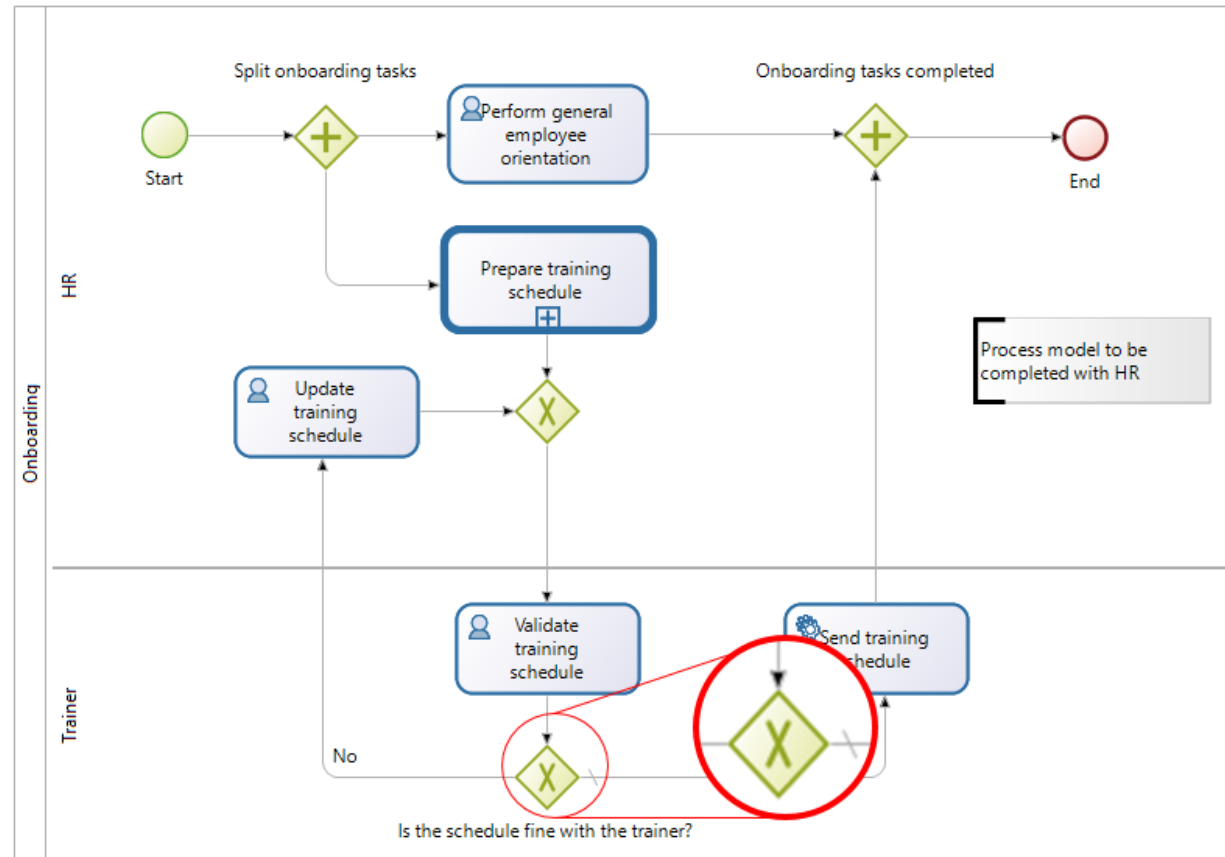 Split onboarding tasks
Onboarding tasks completed
Perform general
employee
orientation
Start
End
Prepare training
schedule
HR
Process model to be
completed with HR
Update
training
schedule
Onboarding
Validate
training
schedule
Send training
schedule
Trainer
No
Is the schedule fine with the trainer?